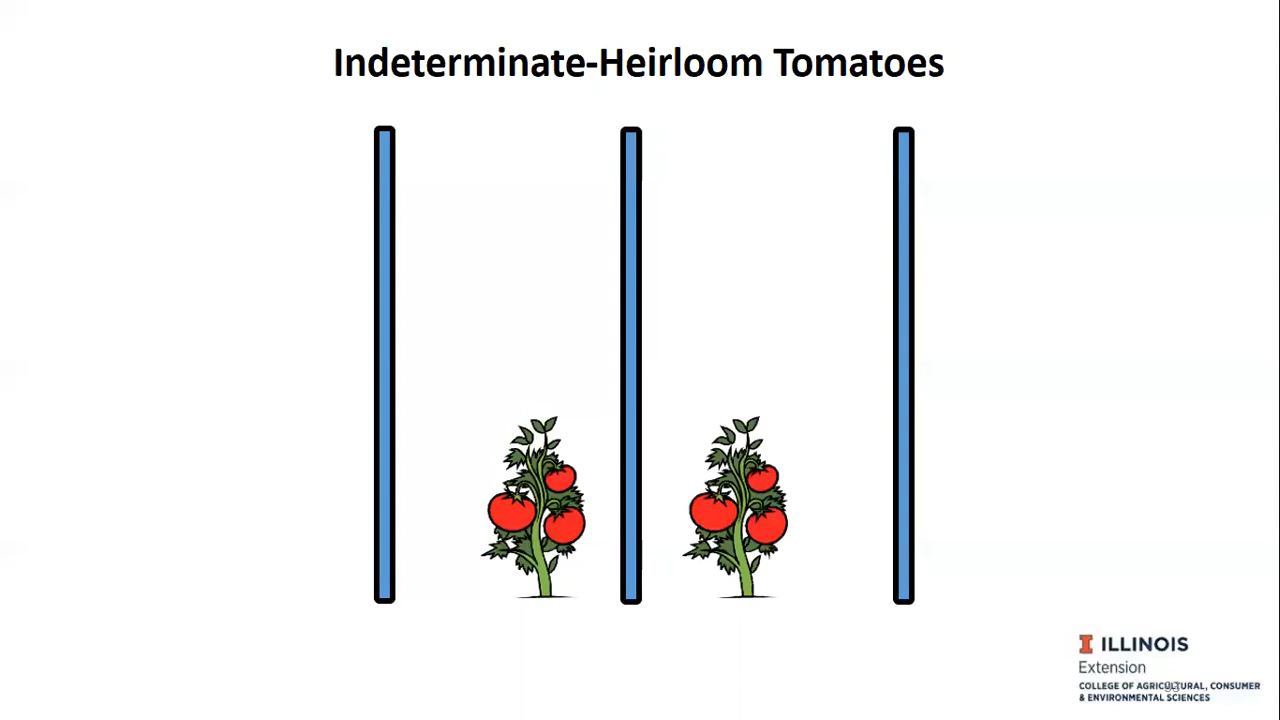 Indeterminate-Heirloom Tomatoes
ILLINOIS
Extension
COLLEGE OF AGRICULTURAL, CONSUMER
& ENVIRONMENTAL SCIENCES